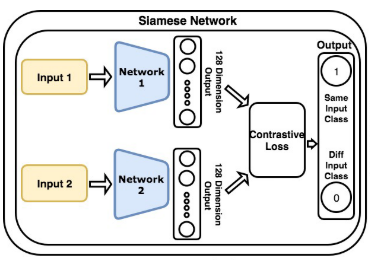 Siamese Network
Input 1
Network
1
128 Dimension
Output
Input 2
Network
2
128 Dimension
Output
Contrastive
Loss
Output
1
Same
Input
Class
Diff
Input
Class
0